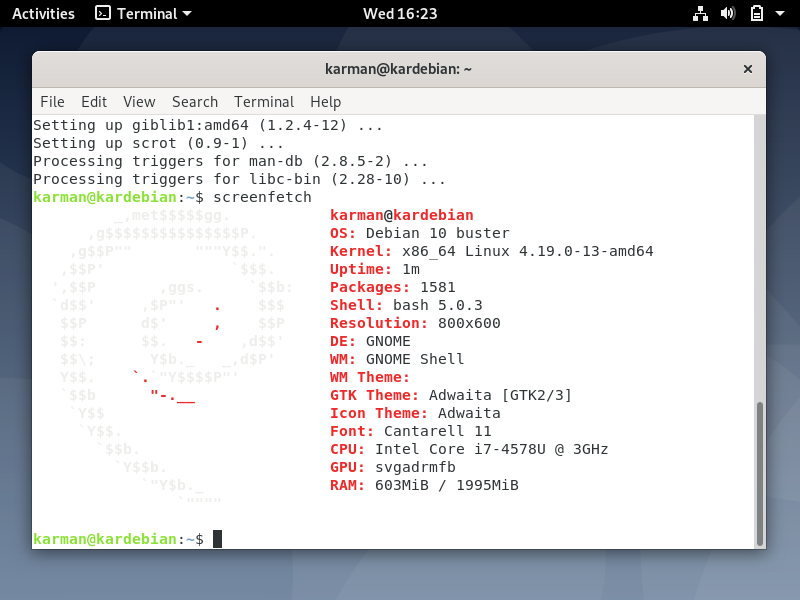 Activities Terminal Wed 16:23
karman@kardebian: ~
File Edit View Search Terminal Help
Setting up giblib1:amd64 (1.2.4-12) ...
Setting up scrot (0.9-1) ...
Processing triggers for man-db (2.8.5-2) ...
Processing triggers for libc-bin (2.28-10) ...
karman@kardebian:~$ screenfetch
         _,met$$$$$gg.           karman@kardebian
      ,g$$$$$$$$$$$$$$$P.        OS: Debian 10 buster
    ,g$$P""       """Y$$.".      Kernel: x86_64 Linux 4.19.0-13-amd64
   ,$$P'              `$$$.      Uptime: 1m
  ',$$P       ,ggs.     `$$b:    Packages: 1581
  `d$$'     ,$P"'   .    $$$     Shell: bash 5.0.3
   $$P      d$'     ,    $$P     Resolution: 800x600
   $$:      $$.   -    ,d$$'     DE: GNOME
   $$\;      Y$b._   _,d$P'      WM: GNOME Shell
   Y$$.    `.`"Y$$$$P"'          WM Theme:
   `$$b      "-.__               GTK Theme: Adwaita [GTK2/3]
    `Y$$                         Icon Theme: Adwaita
     `Y$$.                       Font: Cantarell 11
       `$$b.                     CPU: Intel Core i7-4578U @ 3GHz
         `Y$$b.                  GPU: svgadrmfb
            `"Y$b._              RAM: 603MiB / 1995MiB
                `""""
karman@kardebian:~$